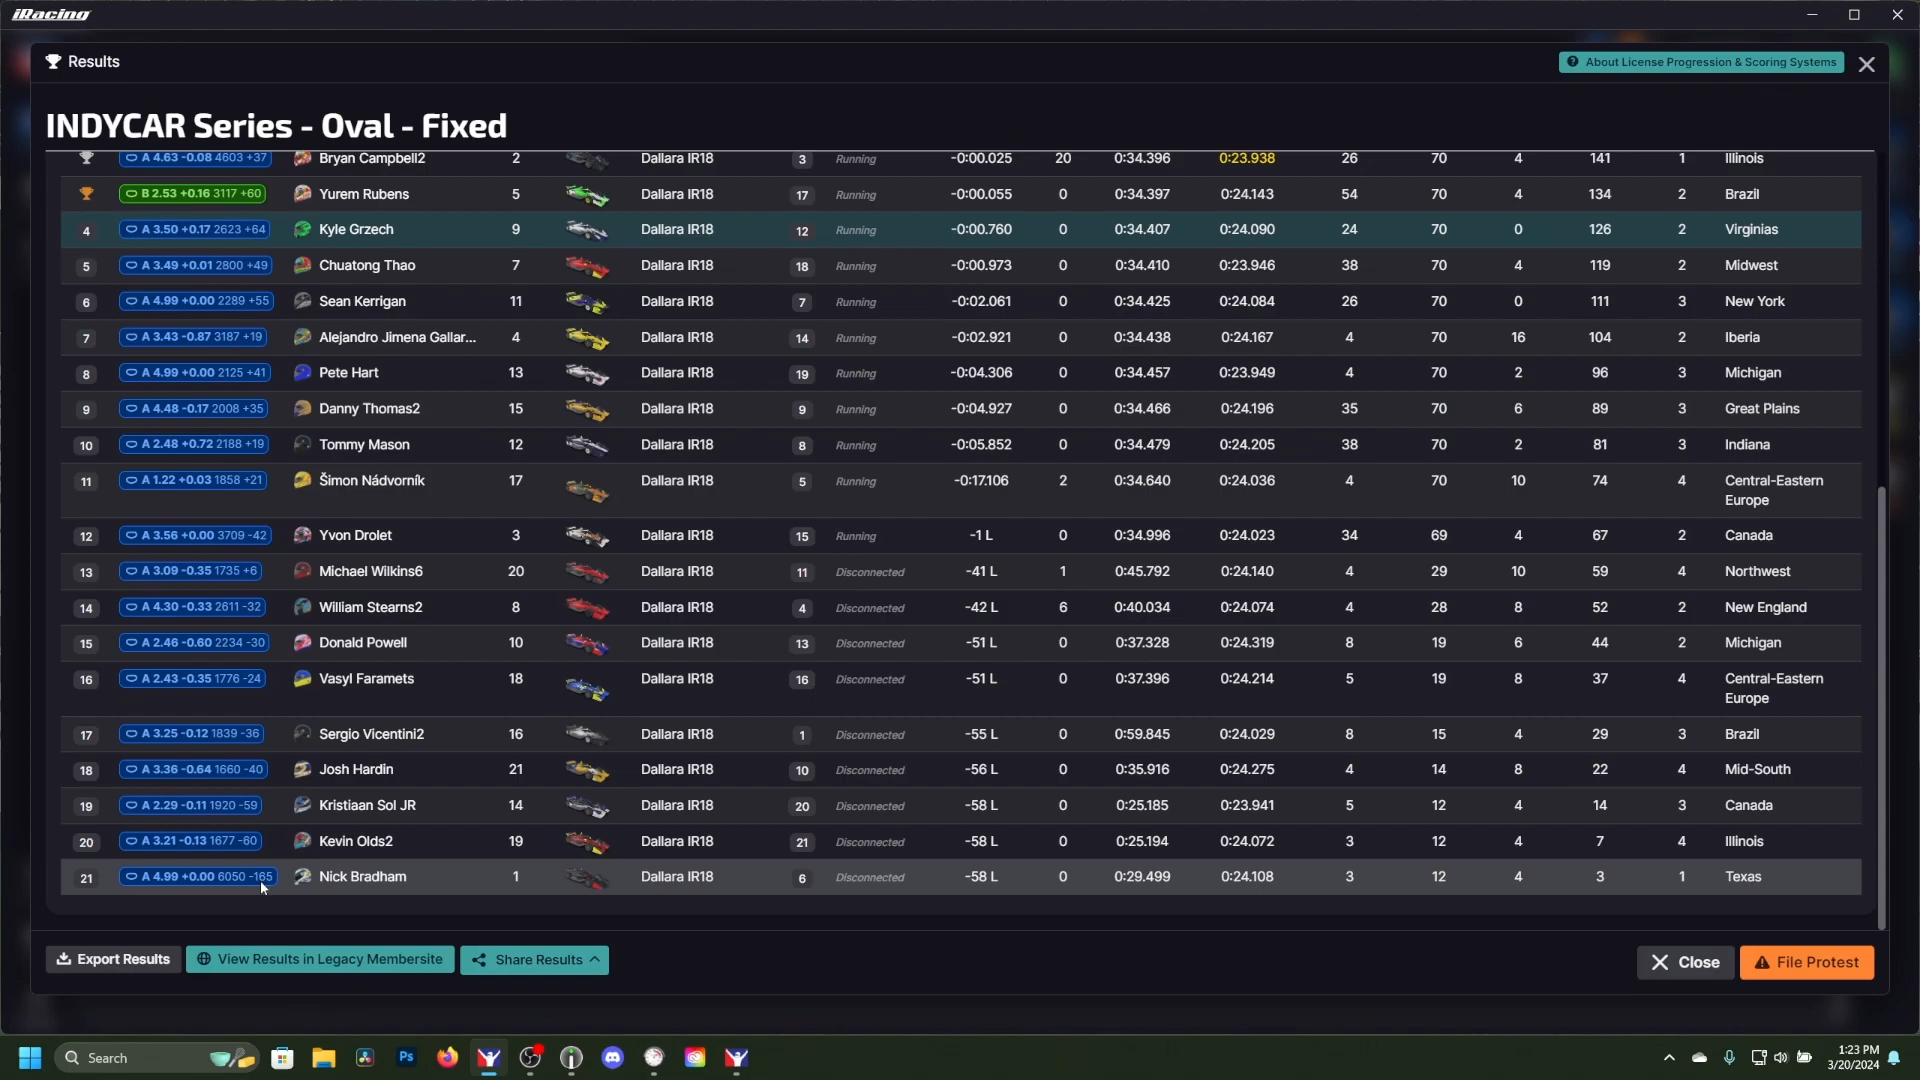 iRacing
Results
About License Progression & Scoring Systems
INDYCAR Series - Oval - Fixed
A 4.63 -0.08 4603 +37 Bryan Campbell2 2 Dallara IR18 3 Running -0:00.025 20 0:34.396 0:23.938 26 70 4 141 1 Illinois
B 2.53 +0.16 3117 +60 Yurem Rubens 5 Dallara IR18 17 Running -0:00.055 0 0:34.397 0:24.143 54 70 4 134 2 Brazil
4 A 3.50 +0.17 2623 +64 Kyle Grzech 9 Dallara IR18 12 Running -0:00.760 0 0:34.407 0:24.090 24 70 0 126 2 Virginias
5 A 3.49 +0.01 2800 +49 Chuatong Thao 7 Dallara IR18 18 Running -0:00.973 0 0:34.410 0:23.946 38 70 4 119 2 Midwest
6 A 4.99 +0.00 2289 +55 Sean Kerrigan 11 Dallara IR18 7 Running -0:02.061 0 0:34.425 0:24.084 26 70 0 111 3 New York
7 A 3.43 -0.87 3187 +19 Alejandro Jimena Gallar... 4 Dallara IR18 14 Running -0:02.921 0 0:34.438 0:24.167 4 70 16 104 2 Iberia
8 A 4.99 +0.00 2125 +41 Pete Hart 13 Dallara IR18 19 Running -0:04.306 0 0:34.457 0:23.949 4 70 2 96 3 Michigan
9 A 4.48 -0.17 2008 +35 Danny Thomas2 15 Dallara IR18 9 Running -0:04.927 0 0:34.466 0:24.196 35 70 6 89 3 Great Plains
10 A 2.48 +0.72 2188 +19 Tommy Mason 12 Dallara IR18 8 Running -0:05.852 0 0:34.479 0:24.205 38 70 2 81 3 Indiana
11 A 1.22 +0.03 1858 +21 Šimon Nádvorník 17 Dallara IR18 5 Running -0:17.106 2 0:34.640 0:24.036 4 70 10 74 4 Central-Eastern
Europe
12 A 3.56 +0.00 3709 -42 Yvon Drolet 3 Dallara IR18 15 Running -1 L 0 0:34.996 0:24.023 34 69 4 67 2 Canada
13 A 3.09 -0.35 1735 +6 Michael Wilkins6 20 Dallara IR18 11 Disconnected -41 L 1 0:45.792 0:24.140 4 29 10 59 4 Northwest
14 A 4.30 -0.33 2611 -32 William Stearns2 8 Dallara IR18 4 Disconnected -42 L 6 0:40.034 0:24.074 4 28 8 52 2 New England
15 A 2.46 -0.60 2234 -30 Donald Powell 10 Dallara IR18 13 Disconnected -51 L 0 0:37.328 0:24.319 8 19 6 44 2 Michigan
16 A 2.43 -0.35 1776 -24 Vasyl Faramets 18 Dallara IR18 16 Disconnected -51 L 0 0:37.396 0:24.214 5 19 8 37 4 Central-Eastern
Europe
17 A 3.25 -0.12 1839 -36 Sergio Vicentini2 16 Dallara IR18 1 Disconnected -55 L 0 0:59.845 0:24.029 8 15 4 29 3 Brazil
18 A 3.36 -0.64 1660 -40 Josh Hardin 21 Dallara IR18 10 Disconnected -56 L 0 0:35.916 0:24.275 4 14 8 22 4 Mid-South
19 A 2.29 -0.11 1920 -59 Kristiaan Sol JR 14 Dallara IR18 20 Disconnected -58 L 0 0:25.185 0:23.941 5 12 4 14 3 Canada
20 A 3.21 -0.13 1677 -60 Kevin Olds2 19 Dallara IR18 21 Disconnected -58 L 0 0:25.194 0:24.072 3 12 4 7 4 Illinois
21 A 4.99 +0.00 6050 -165 Nick Bradham 1 Dallara IR18 6 Disconnected -58 L 0 0:29.499 0:24.108 3 12 4 3 1 Texas
Export Results View Results in Legacy Membersite Share Results Close File Protest
Search Ps 1:23 PM
3/20/2024